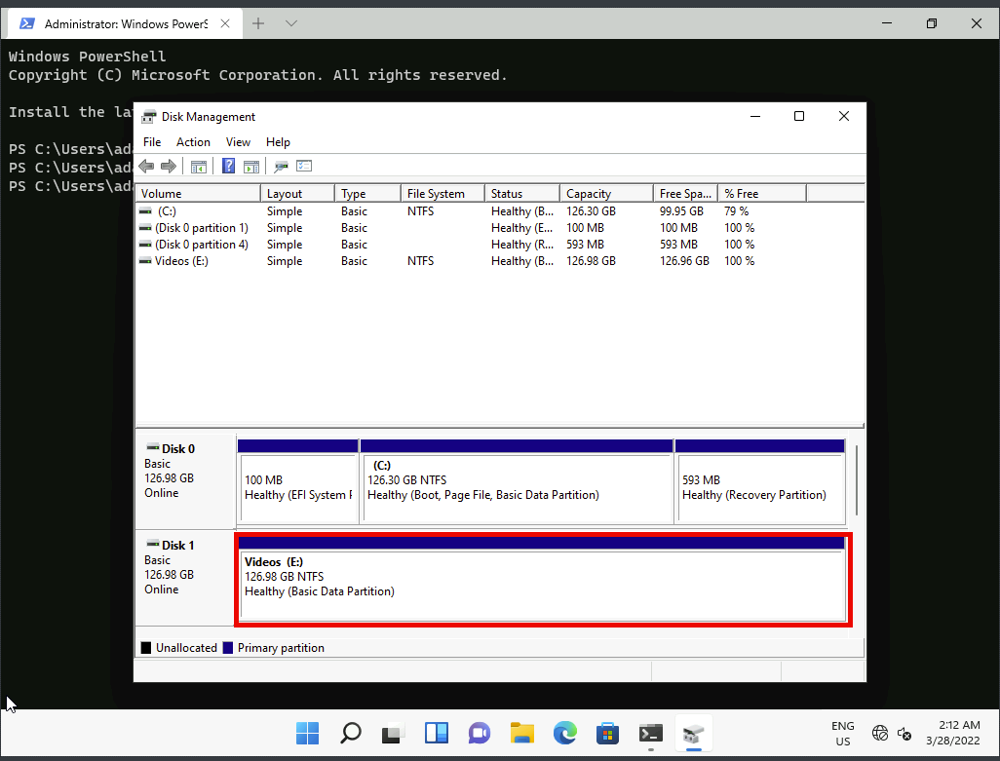 Administrator: Windows PowerS
Windows PowerShell
Copyright (C) Microsoft Corporation. All rights reserved.
Install the la
PS C:\Users\ad
PS C:\Users\ad
PS C:\Users\ad
Disk Management
File Action View Help
Volume Layout Type File System Status Capacity Free Spa... % Free
(C:) Simple Basic NTFS Healthy (B... 126.30 GB 99.95 GB 79 %
(Disk 0 partition 1) Simple Basic Healthy (E... 100 MB 100 MB 100 %
(Disk 0 partition 4) Simple Basic Healthy (R... 593 MB 593 MB 100 %
Videos (E:) Simple Basic NTFS Healthy (B... 126.98 GB 126.96 GB 100 %
Disk 0
Basic
126.98 GB
Online
100 MB
Healthy (EFI System P
(C:)
126.30 GB NTFS
Healthy (Boot, Page File, Basic Data Partition)
593 MB
Healthy (Recovery Partition)
Disk 1
Basic
126.98 GB
Online
Videos (E:)
126.98 GB NTFS
Healthy (Basic Data Partition)
Unallocated Primary partition
ENG
US
2:12 AM
3/28/2022